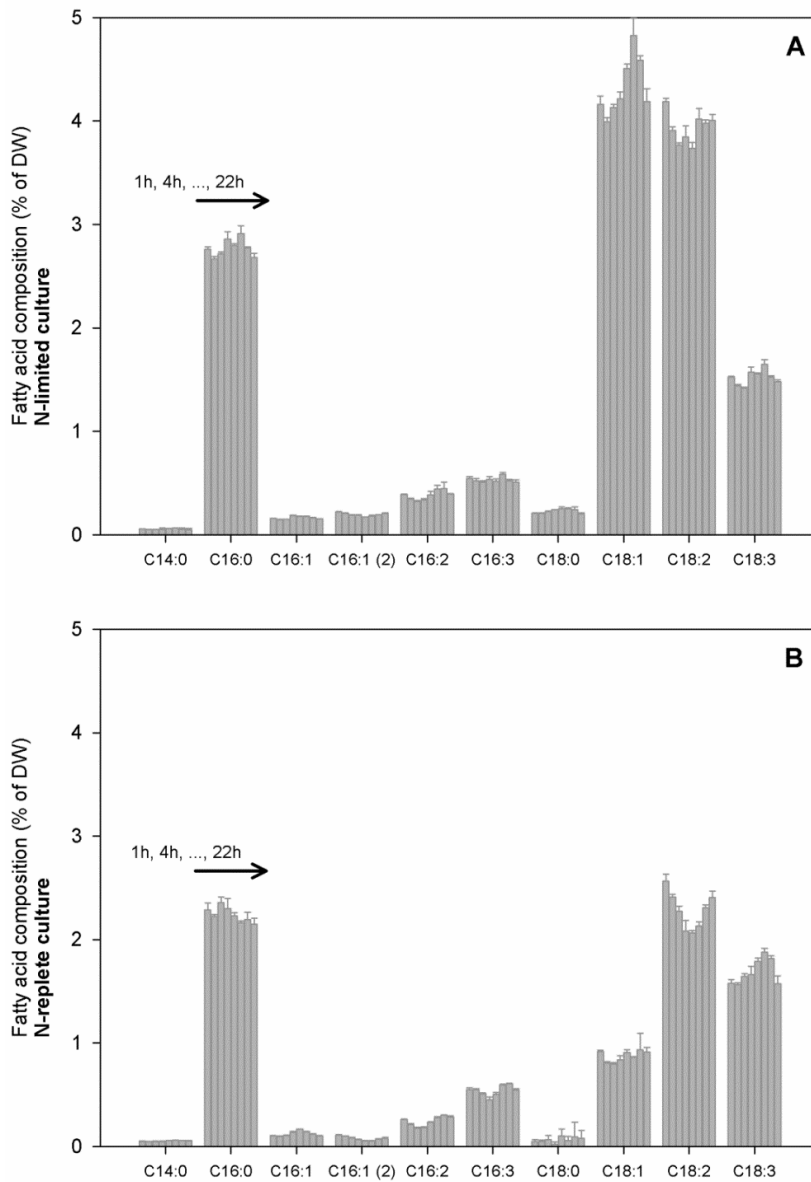 A
Fatty acid composition (% of DW)
N-limited culture
5
4
3
2
1
0
1h, 4h, ..., 22h
C14:0 C16:0 C16:1 C16:1 (2) C16:2 C16:3 C18:0 C18:1 C18:2 C18:3
B
Fatty acid composition (% of DW)
N-replete culture
5
4
3
2
1
0
1h, 4h, ..., 22h
C14:0 C16:0 C16:1 C16:1 (2) C16:2 C16:3 C18:0 C18:1 C18:2 C18:3